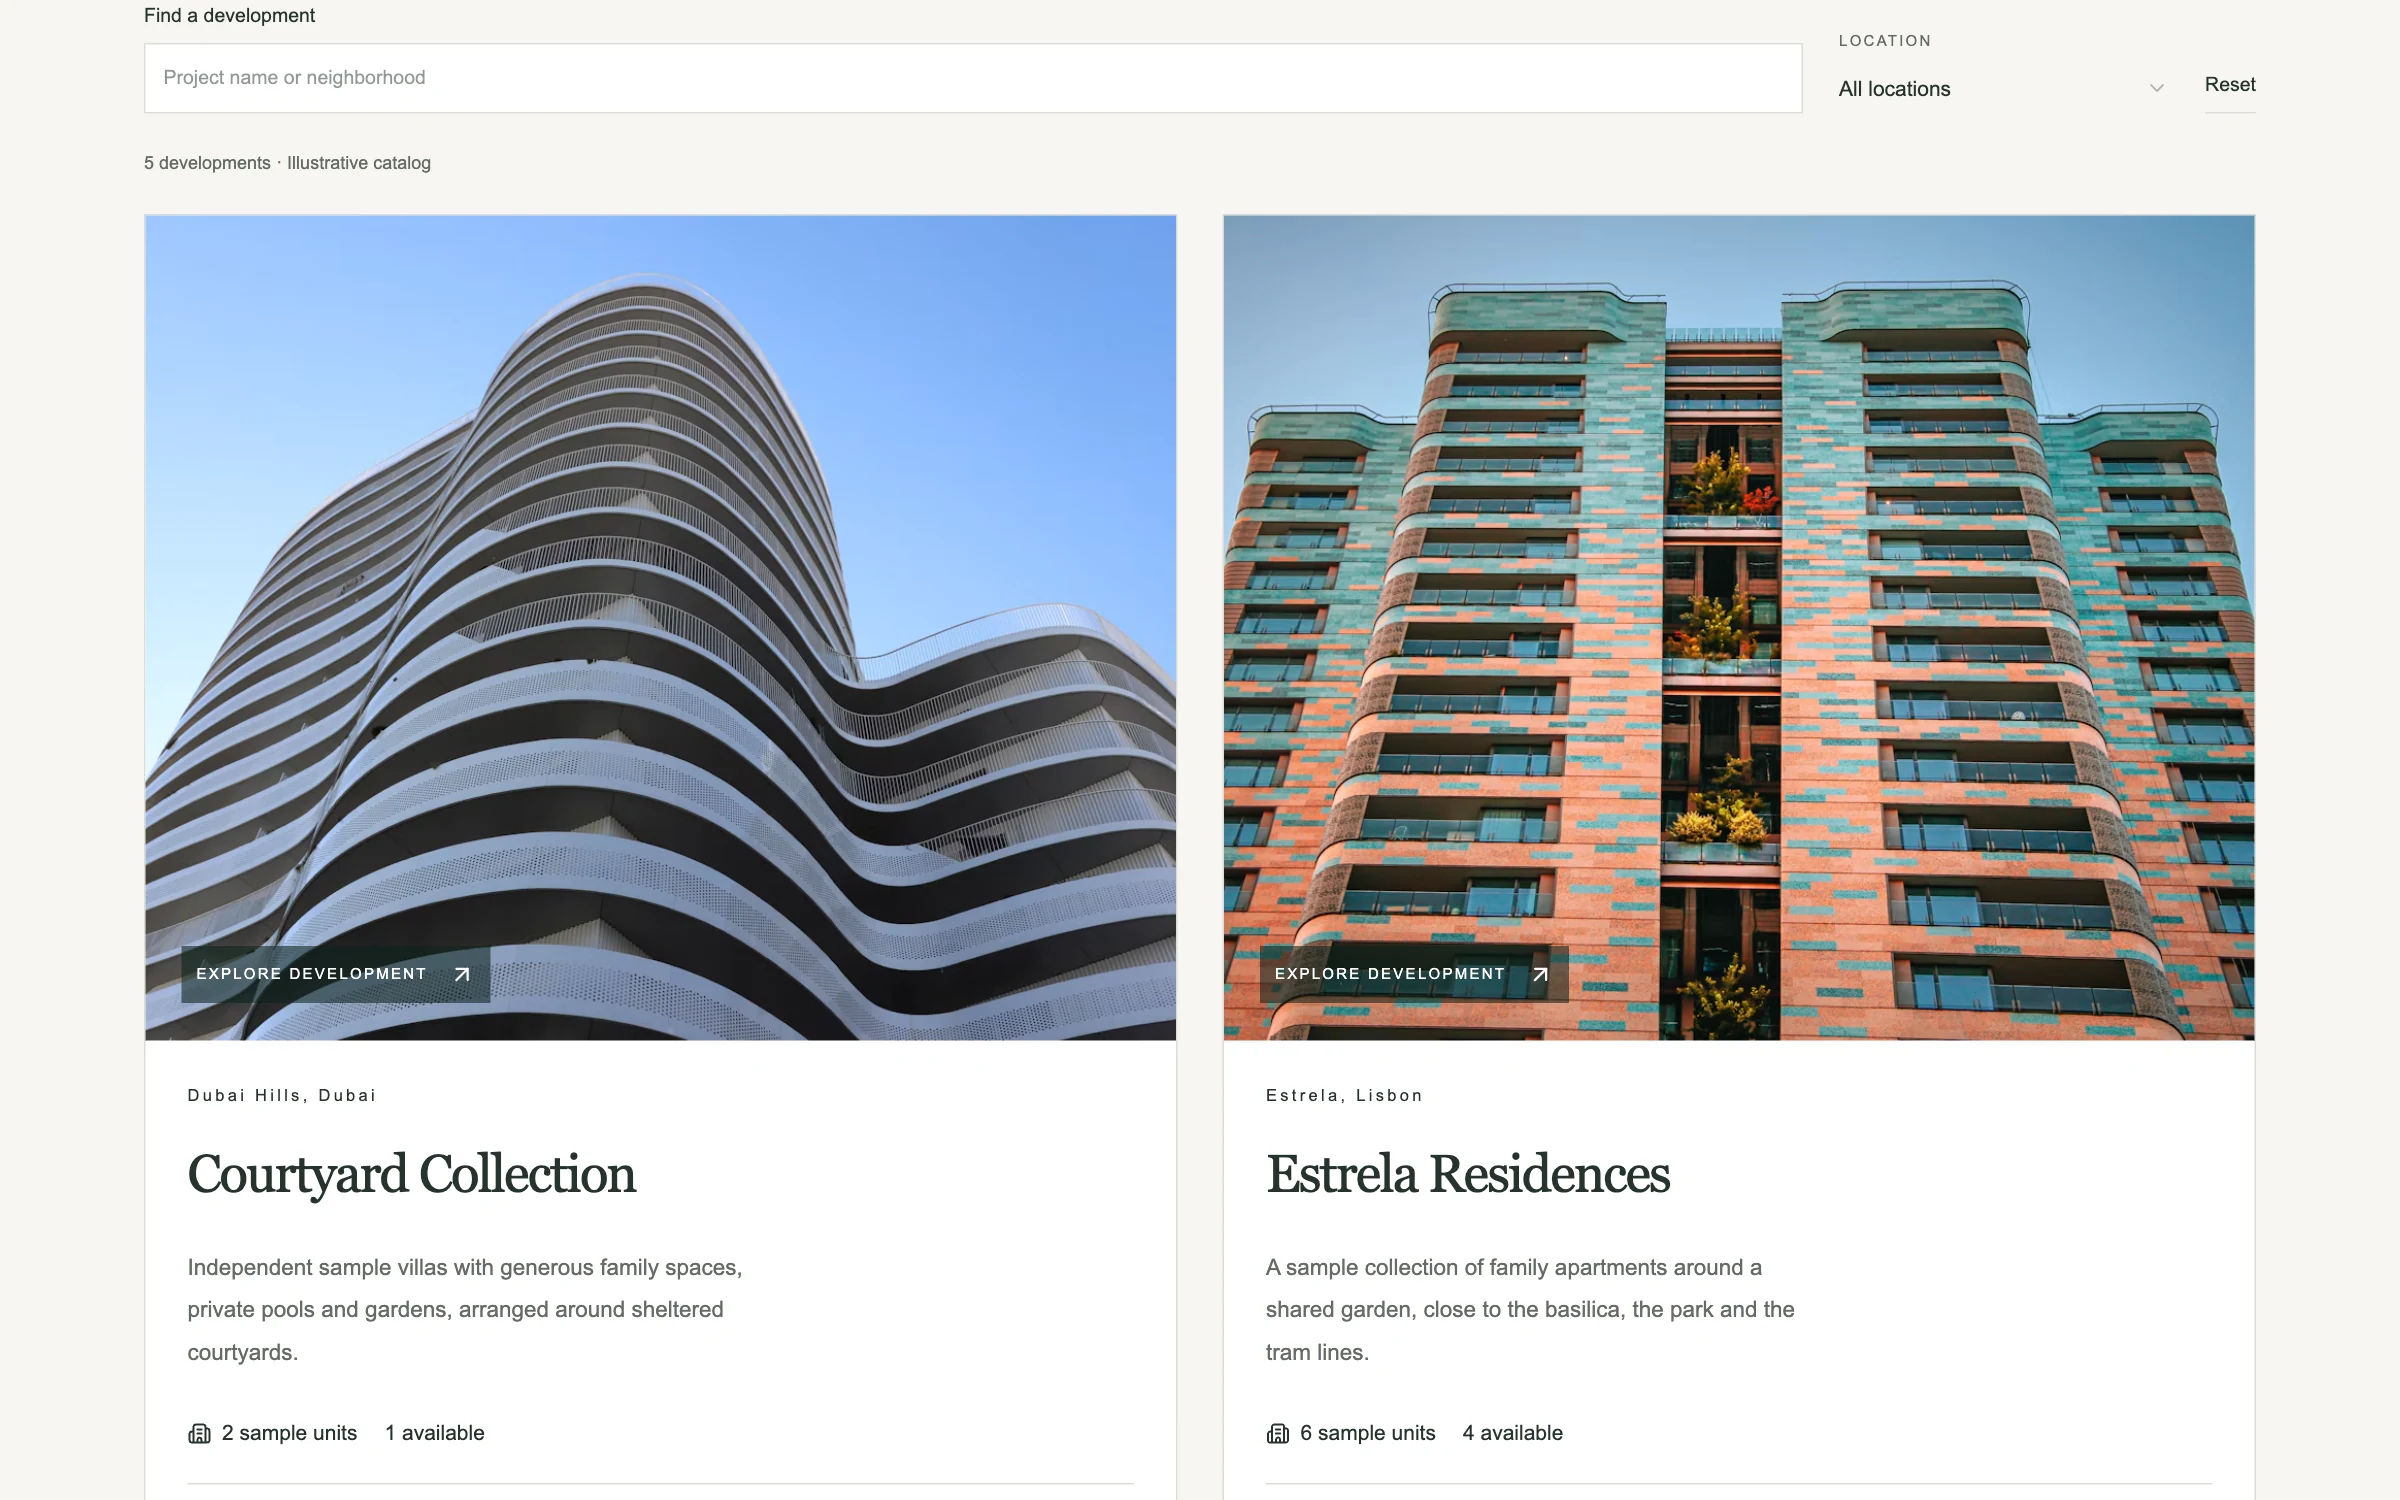 Find a development
Project name or neighborhood
LOCATION
All locations
Reset
5 developments · Illustrative catalog
EXPLORE DEVELOPMENT
EXPLORE DEVELOPMENT
Dubai Hills, Dubai
Courtyard Collection
Independent sample villas with generous family spaces,
private pools and gardens, arranged around sheltered
courtyards.
2 sample units 1 available
Estrela, Lisbon
Estrela Residences
A sample collection of family apartments around a
shared garden, close to the basilica, the park and the
tram lines.
6 sample units 4 available